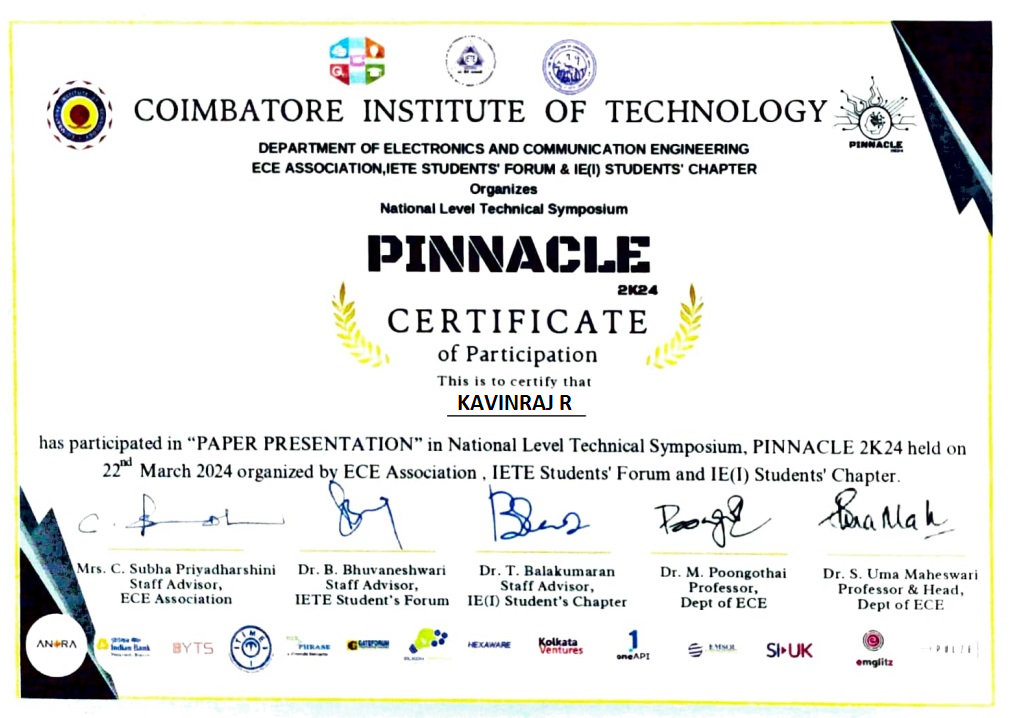 COIMBATORE INSTITUTE OF TECHNOLOGY
PINNACLE
DEPARTMENT OF ELECTRONICS AND COMMUNICATION ENGINEERING
ECE ASSOCIATION,IETE STUDENTS' FORUM & IE(I) STUDENTS' CHAPTER
Organizes
National Level Technical Symposium
PINNACLE
2K24
CERTIFICATE
of Participation
This is to certify that
KAVINRAJ R
has participated in “PAPER PRESENTATION” in National Level Technical Symposium, PINNACLE 2K24 held on
22nd March 2024 organized by ECE Association , IETE Students' Forum and IE(I) Students' Chapter.
Mrs. C. Subha Priyadharshini
Staff Advisor,
ECE Association
Dr. B. Bhuvaneshwari
Staff Advisor,
IETE Student's Forum
Dr. T. Balakumaran
Staff Advisor,
IE(I) Student's Chapter
Dr. M. Poongothai
Professor,
Dept of ECE
Dr. S. Uma Maheswari
Professor & Head,
Dept of ECE
Indian Bank
BYTS
PHRASE
GATEFORUM
HEXAWARE
Kolkata
Ventures
1
oneAPI
EMSOL
SI-UK
omglitz